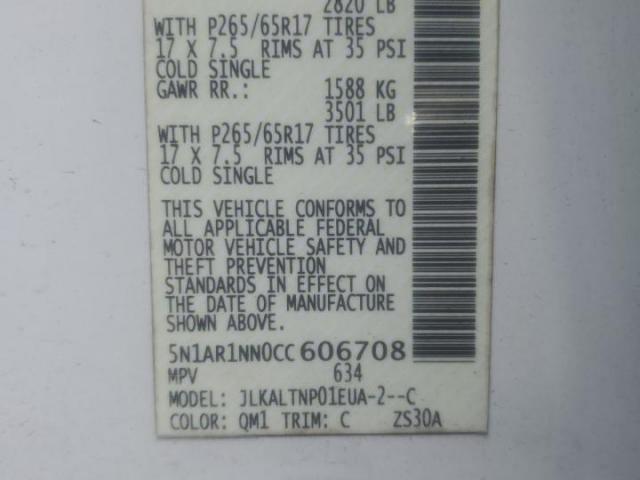 2820 LB
WITH P265/65R17 TIRES
17 X 7.5 RIMS AT 35 PSI
COLD SINGLE
GAWR RR.: 1588 KG
3501 LB
WITH P265/65R17 TIRES
17 X 7.5 RIMS AT 35 PSI
COLD SINGLE
THIS VEHICLE CONFORMS TO
ALL APPLICABLE FEDERAL
MOTOR VEHICLE SAFETY AND
THEFT PREVENTION
STANDARDS IN EFFECT ON
THE DATE OF MANUFACTURE
SHOWN ABOVE.
5N1AR1NN0CC606708
MPV 634
MODEL: JLKALTNP01EUA-2--C
COLOR: QM1 TRIM: C ZS30A